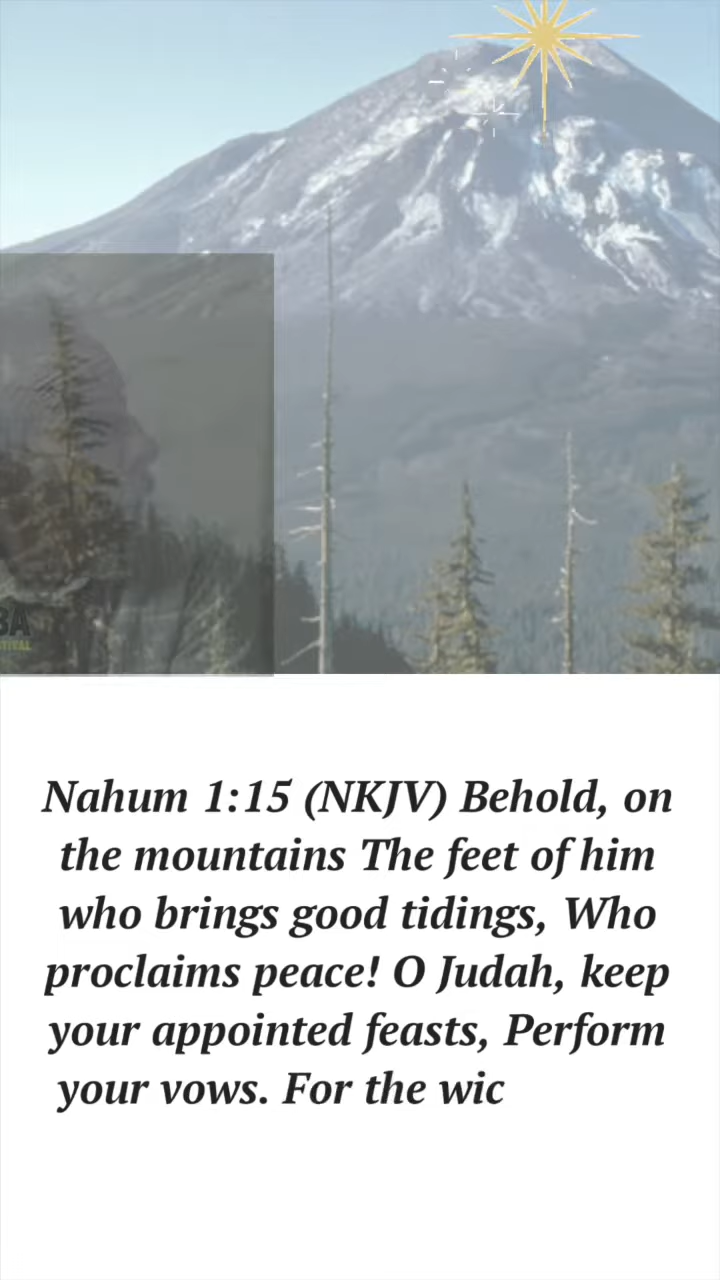 BA
Nahum 1:15 (NKJV) Behold, on
the mountains The feet of him
who brings good tidings, Who
proclaims peace! O Judah, keep
your appointed feasts, Perform
your vows. For the wic